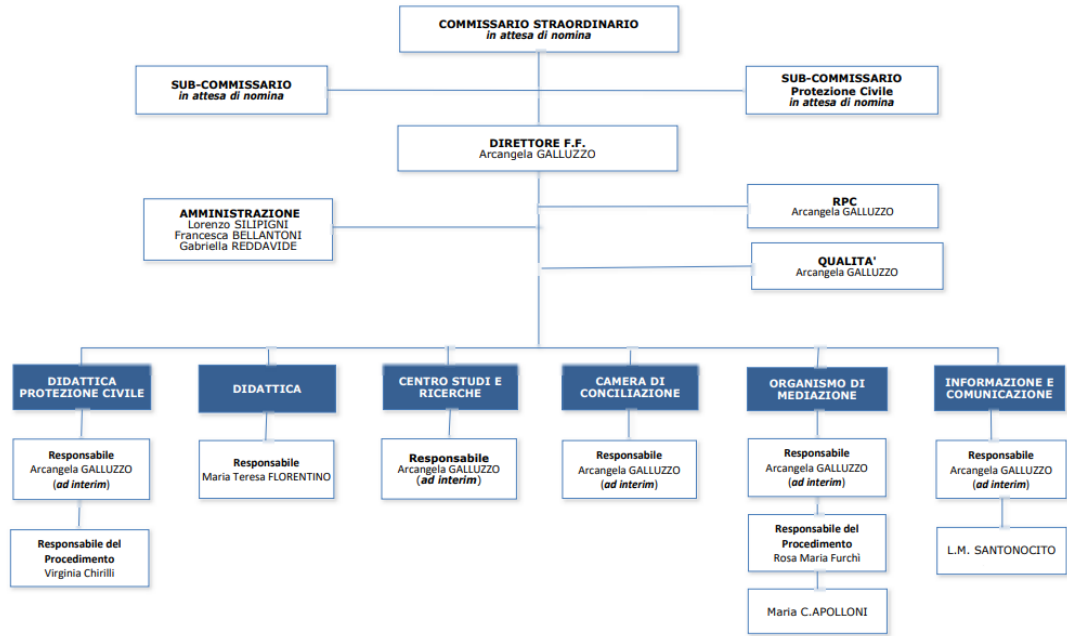 COMMISSARIO STRAORDINARIO
in attesa di nomina
SUB-COMMISSARIO
in attesa di nomina
SUB-COMMISSARIO
Protezione Civile
in attesa di nomina
DIRETTORE F.F.
Arcangela GALLUZZO
AMMINISTRAZIONE
Lorenzo SILIPIGNI
Francesca BELLANTONI
Gabriella REDDAVIDE
RPC
Arcangela GALLUZZO
QUALITA'
Arcangela GALLUZZO
DIDATTICA
PROTEZIONE CIVILE
DIDATTICA
CENTRO STUDI E
RICERCHE
CAMERA DI
CONCILIAZIONE
ORGANISMO DI
MEDIAZIONE
INFORMAZIONE E
COMUNICAZIONE
Responsabile
Arcangela GALLUZZO
(ad interim)
Responsabile
Maria Teresa FLORENTINO
Responsabile
Arcangela GALLUZZO
(ad interim)
Responsabile
Arcangela GALLUZZO
(ad interim)
Responsabile
Arcangela GALLUZZO
(ad interim)
Responsabile
Arcangela GALLUZZO
(ad interim)
Responsabile del
Procedimento
Virginia Chirilli
Responsabile del
Procedimento
Rosa Maria Furchì
L.M. SANTONOCITO
Maria C.APOLLONI